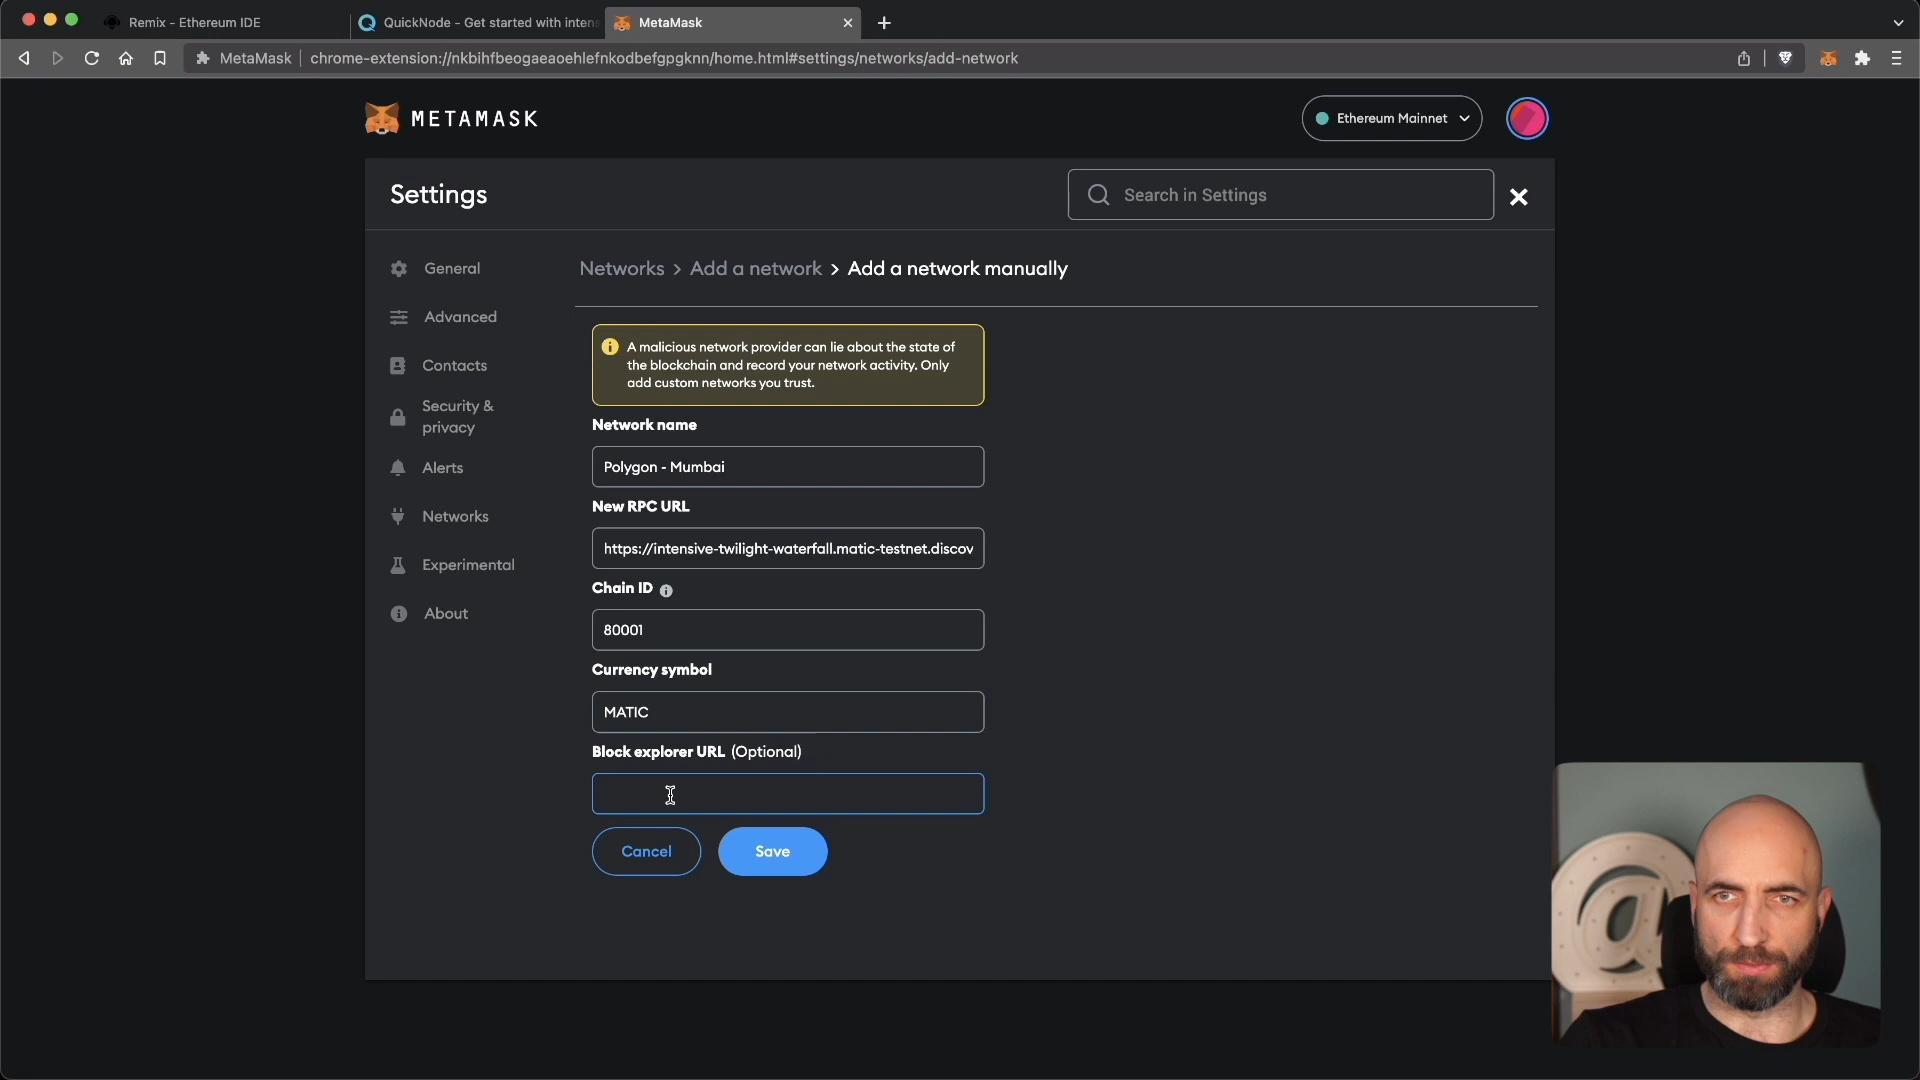 Remix - Ethereum IDE
QuickNode - Get started with intens
MetaMask
MetaMask
chrome-extension://nkbihfbeogaeaoehlefnkodbefgpgknn/home.html#settings/networks/add-network
METAMASK
Ethereum Mainnet
Settings
Search in Settings
General
Advanced
Contacts
Security &
privacy
Alerts
Networks
Experimental
About
Networks > Add a network > Add a network manually
A malicious network provider can lie about the state of
the blockchain and record your network activity. Only
add custom networks you trust.
Network name
Polygon - Mumbai
New RPC URL
https://intensive-twilight-waterfall.matic-testnet.discov
Chain ID
80001
Currency symbol
MATIC
Block explorer URL (Optional)
Cancel
Save